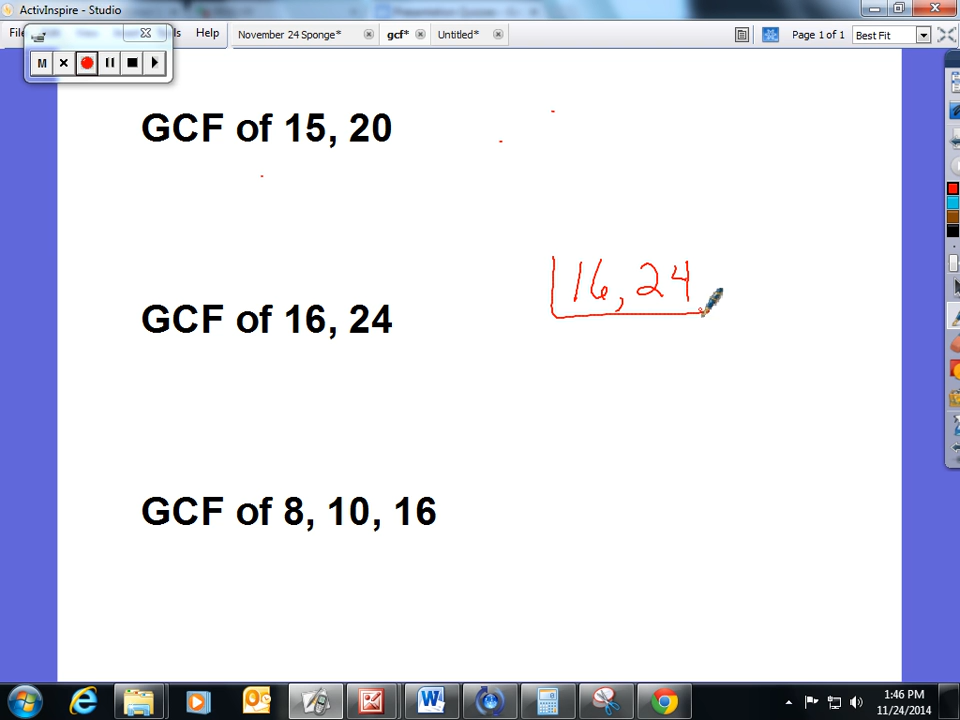 ActivInspire - Studio
Help
November 24 Sponge*
gcf*
Untitled*
Page 1 of 1
Best Fit
M
GCF of 15, 20
16, 24
GCF of 16, 24
GCF of 8, 10, 16
1:46 PM
11/24/2014